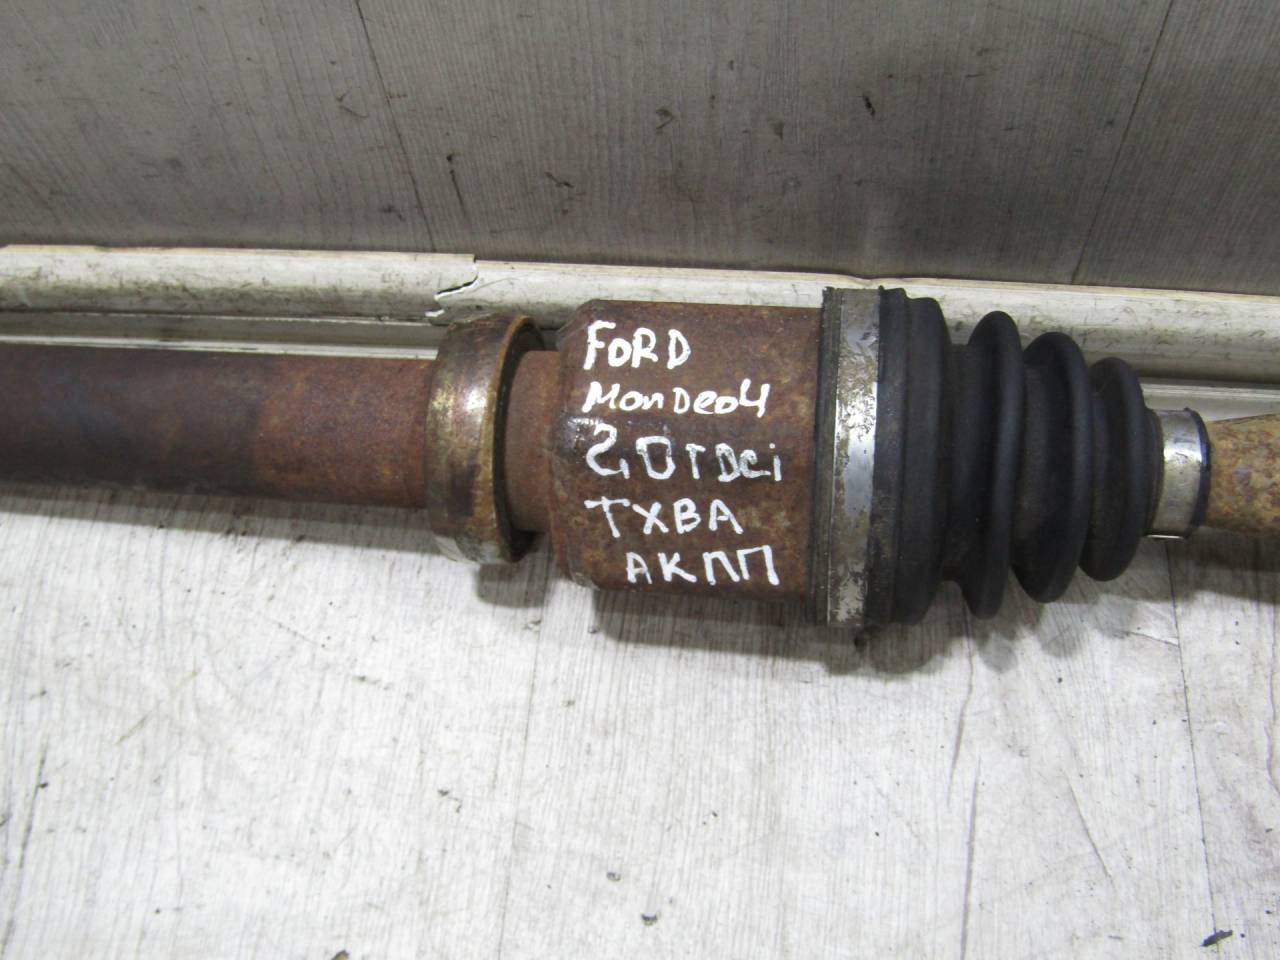 FORD
MonDeo4
2,0TDCi
TXBA
АКПП